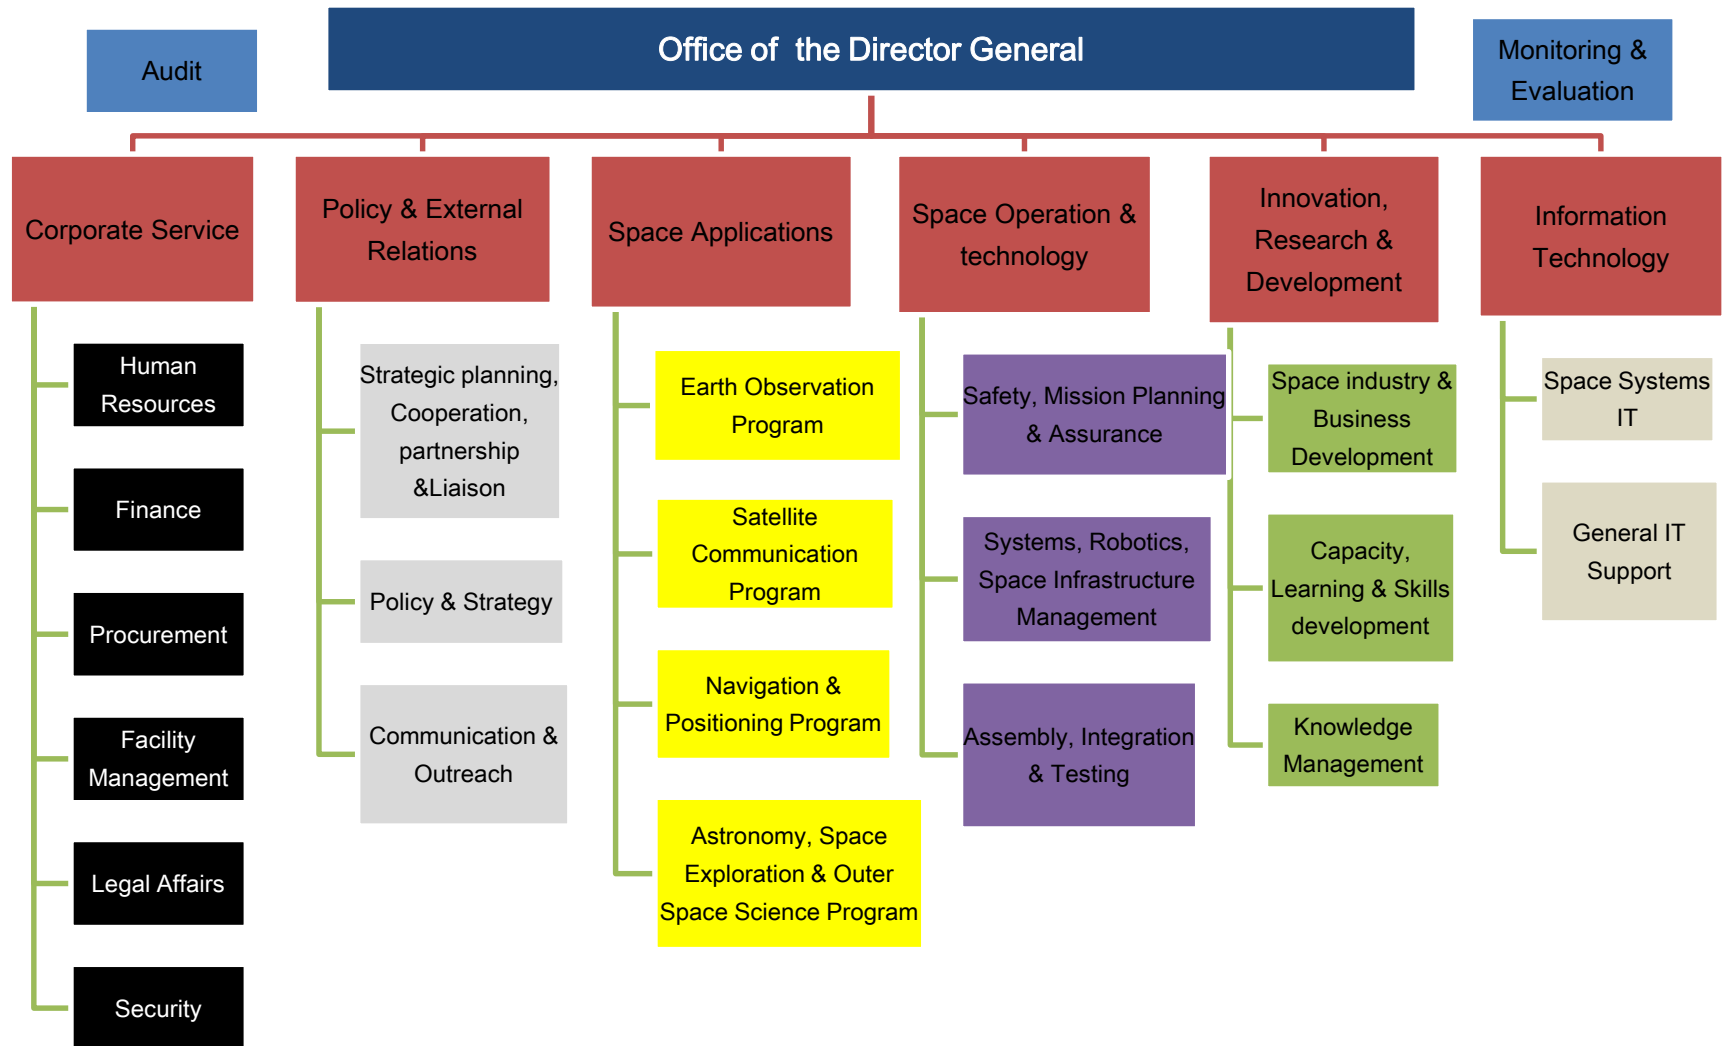 Audit
Office of  the Director General
Monitoring &
Evaluation
Corporate Service
Policy & External
Relations
Space Applications
Space Operation &
technology
Innovation,
Research &
Development
Information
Technology
Human
Resources
Finance
Procurement
Facility
Management
Legal Affairs
Security
Strategic planning,
Cooperation,
partnership
&Liaison
Policy & Strategy
Communication &
Outreach
Earth Observation
Program
Satellite
Communication
Program
Navigation &
Positioning Program
Astronomy, Space
Exploration & Outer
Space Science Program
Safety, Mission Planning
& Assurance
Systems, Robotics,
Space Infrastructure
Management
Assembly, Integration
& Testing
Space industry &
Business
Development
Capacity,
Learning & Skills
development
Knowledge
Management
Space Systems
IT
General IT
Support